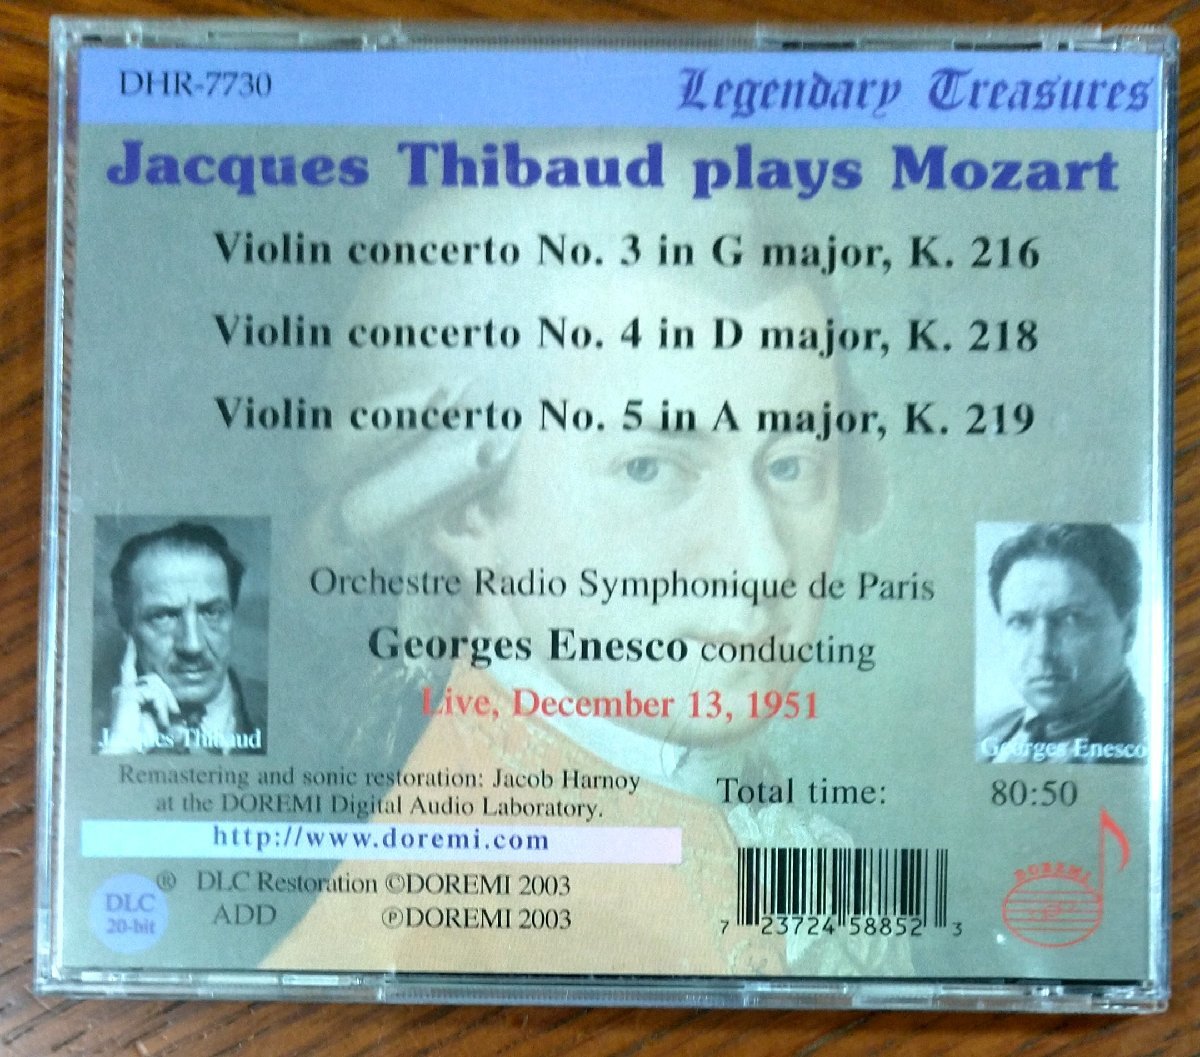 DHR-7730 Legendary Treasures
Jacques Thibaud plays Mozart
Violin concerto No. 3 in G major, K. 216
Violin concerto No. 4 in D major, K. 218
Violin concerto No. 5 in A major, K. 219
Orchestre Radio Symphonique de Paris
Georges Enesco conducting
Live, December 13, 1951
Jacques Thibaud
Georges Enesco
Remastering and sonic restoration: Jacob Harnoy
at the DOREMI Digital Audio Laboratory.
Total time: 80:50
http://www.doremi.com
DLC
20-bit
® DLC Restoration ©DOREMI 2003
ADD ℗DOREMI 2003
7 23724 58852 3
DOREMI